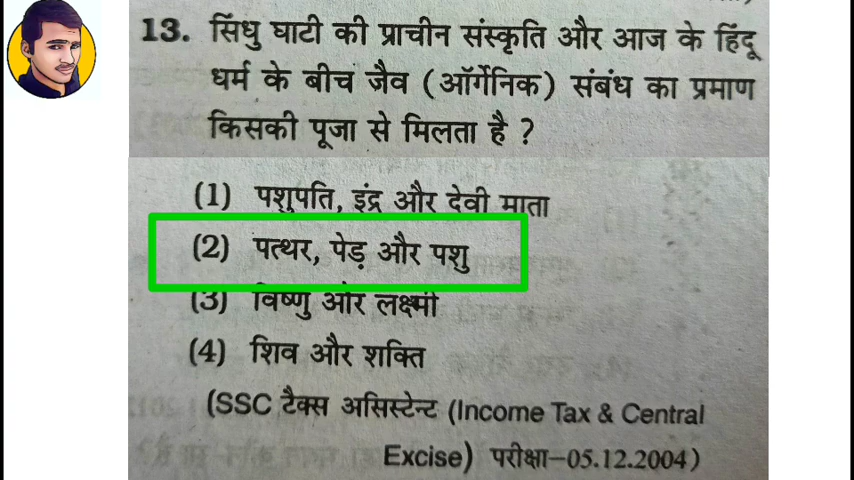 13. सिंधु घाटी की प्राचीन संस्कृति और आज के हिंदू
धर्म के बीच जैव (ऑर्गेनिक) संबंध का प्रमाण
किसकी पूजा से मिलता है ?
(1) पशुपति, इंद्र और देवी माता
(2) पत्थर, पेड़ और पशु
(3) विष्णु और लक्ष्मी
(4) शिव और शक्ति
(SSC टैक्स असिस्टेन्ट (Income Tax & Central
Excise) परीक्षा–05.12.2004)